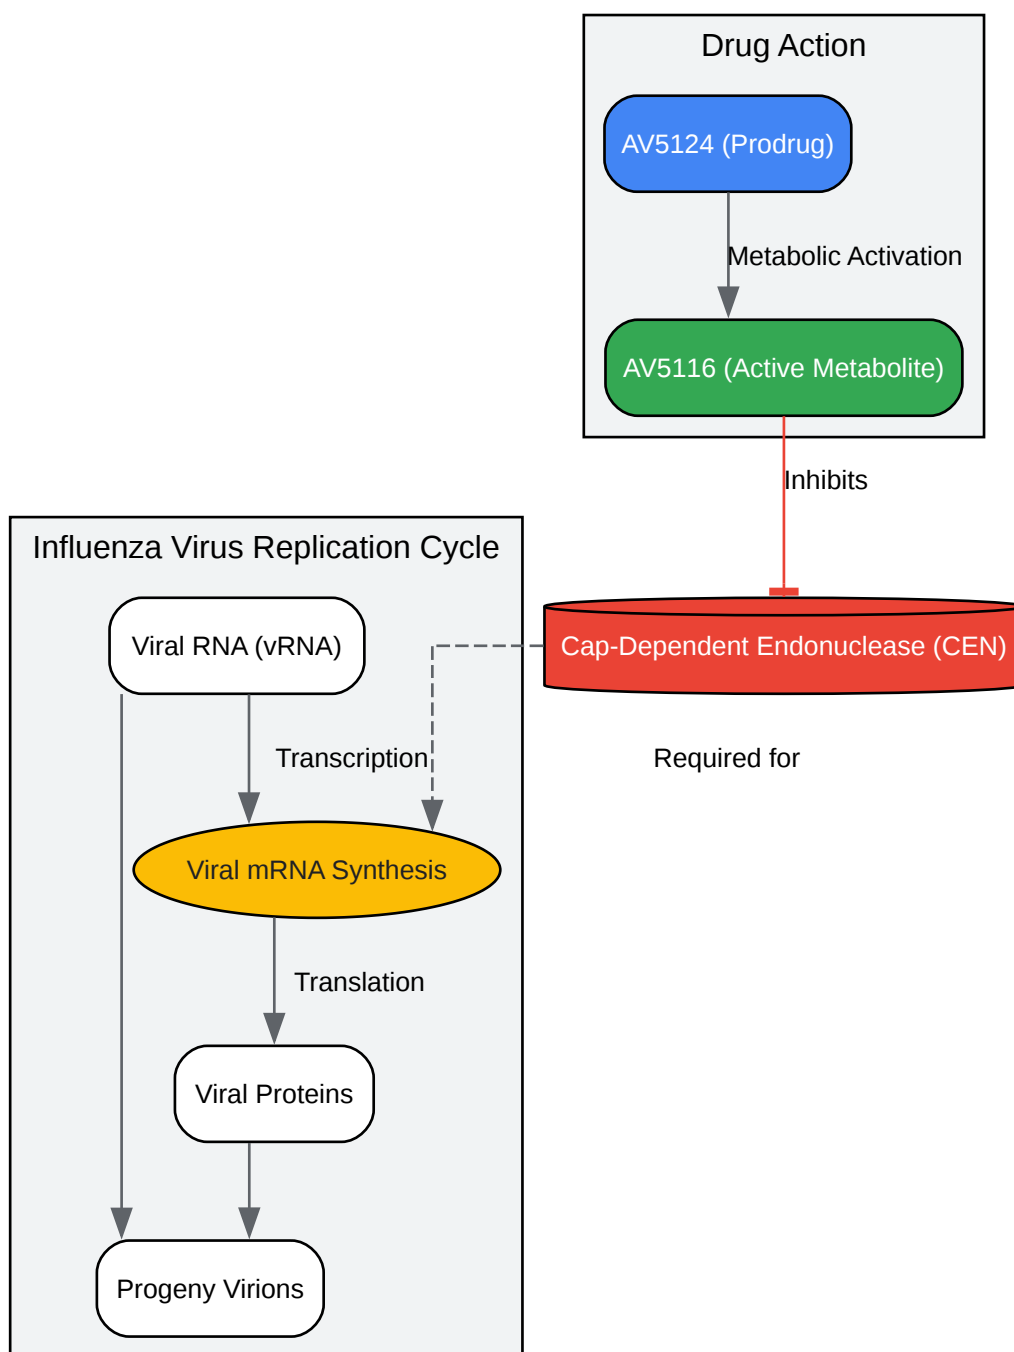 Drug Action
AV5124 (Prodrug)
Metabolic Activation
AV5116 (Active Metabolite)
Inhibits
Influenza Virus Replication Cycle
Viral RNA (vRNA)
Cap-Dependent Endonuclease (CEN)
Transcription
Required for
Viral mRNA Synthesis
Translation
Viral Proteins
Progeny Virions